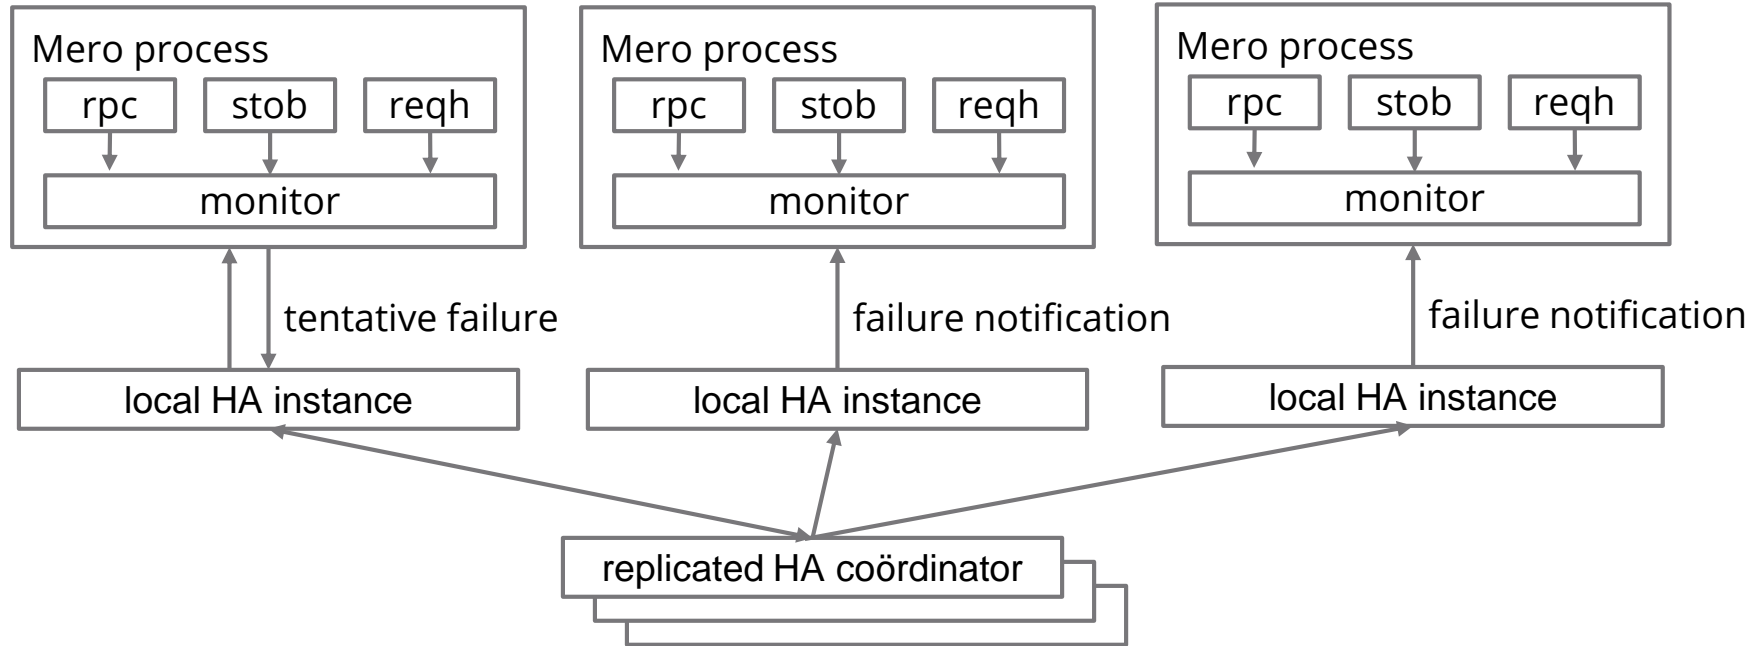 Mero process
rpc
stob
reqh
monitor
Mero process
rpc
stob
reqh
monitor
Mero process
rpc
stob
reqh
monitor
tentative failure
failure notification
failure notification
local HA instance
local HA instance
local HA instance
replicated HA coördinator